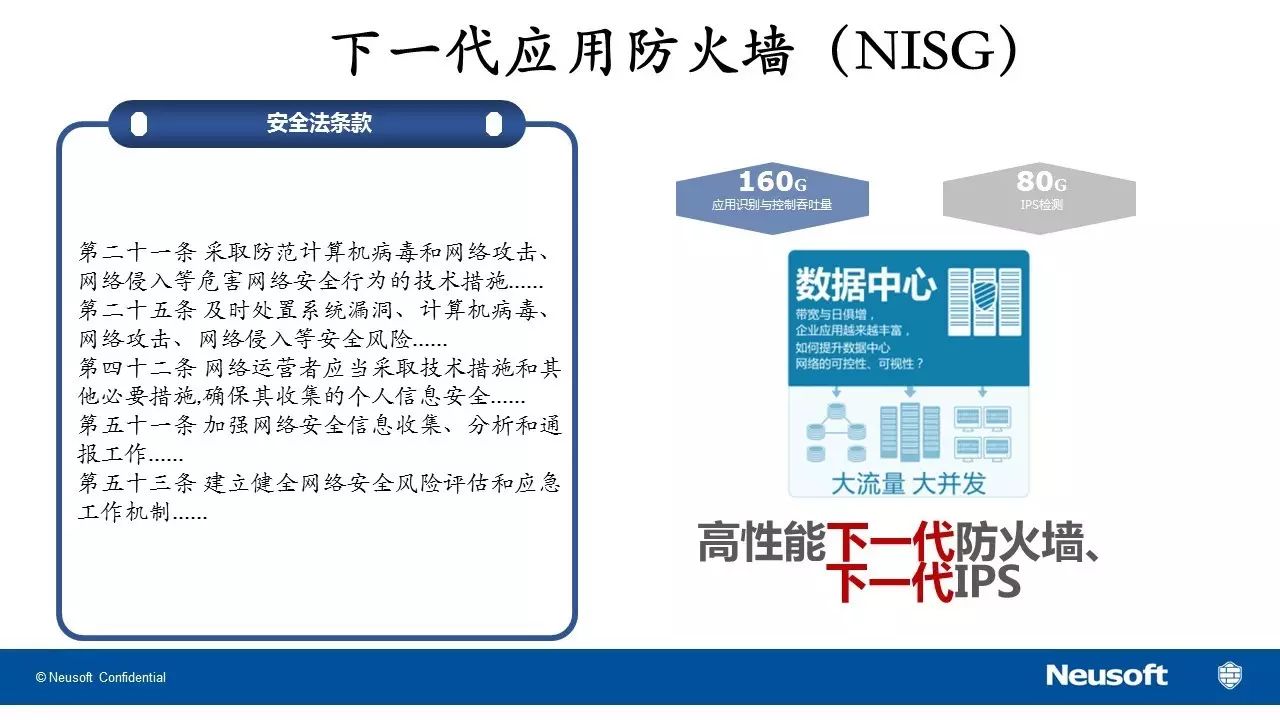 下一代应用防火墙（NISG）
安全法条款
第二十一条 采取防范计算机病毒和网络攻击、
网络侵入等危害网络安全行为的技术措施......
第二十五条 及时处置系统漏洞、计算机病毒、
网络攻击、网络侵入等安全风险......
第四十二条 网络运营者应当采取技术措施和其
他必要措施,确保其收集的个人信息安全......
第五十一条 加强网络安全信息收集、分析和通
报工作......
第五十三条 建立健全网络安全风险评估和应急
工作机制......
160G
应用识别与控制吞吐量
80G
IPS检测
数据中心
带宽与日俱增，
企业应用越来越丰富，
如何提升数据中心
网络的可控性、可视性？
大流量 大并发
高性能下一代防火墙、
下一代IPS
© Neusoft Confidential
Neusoft